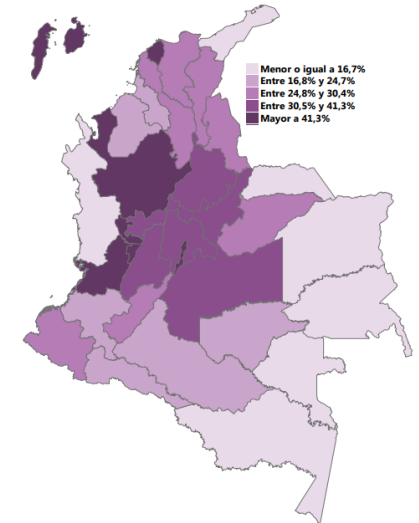 Menor o igual a 16,7%
Entre 16,8% y 24,7%
Entre 24,8% y 30,4%
Entre 30,5% y 41,3%
Mayor a 41,3%